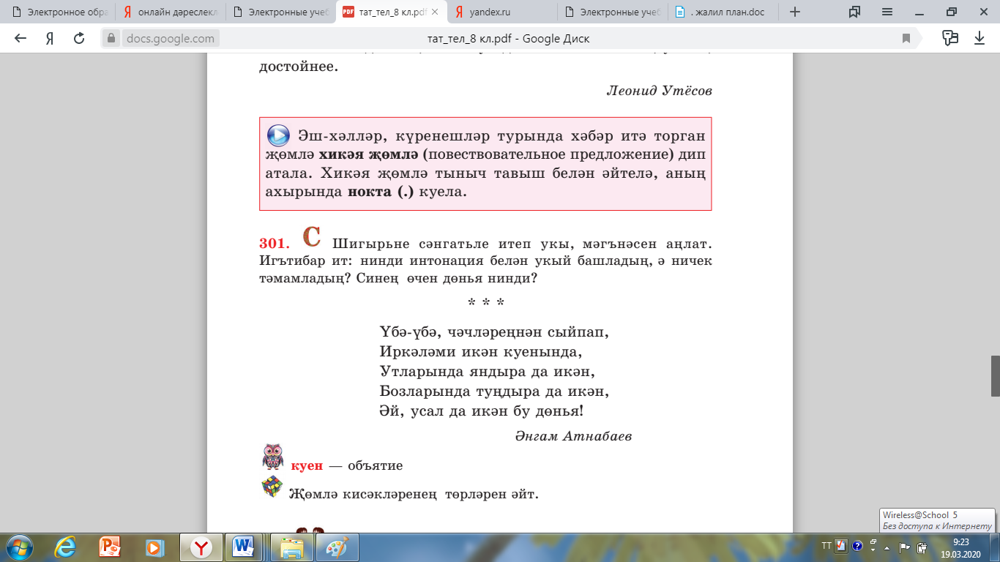 Электронное обра
онлайн дәреслекл
Электронные учеб
тат_тел_8 кл.pdf
yandex.ru
Электронные учеб
. жалил план.doc
docs.google.com
тат_тел_8 кл.pdf - Google Диск
достойнее.
Леонид Утёсов
Эш-хәлләр, күренешләр турында хәбәр итә торган
җөмлә хикәя җөмлә (повествовательное предложение) дип
атала. Хикәя җөмлә тыныч тавыш белән әйтелә, аның
ахырында нокта (.) куела.
301. С Шигырьне сәнгатьле итеп укы, мәгънәсен аңлат.
Игътибар ит: нинди интонация белән укый башладың, ә ничек
тәмамладың? Синең өчен дөнья нинди?
* * *
Үбә-үбә, чәчләреңнән сыйпап,
Иркәләми икән куенында,
Утларында яндыра да икән,
Бозларында туңдыра да икән,
Әй, усал да икән бу дөнья!
Әнгам Атнабаев
куен — объятие
Җөмлә кисәкләренең төрләрен әйт.
Wireless@School 5
Без доступа к Интернету
TT
9:23
19.03.2020